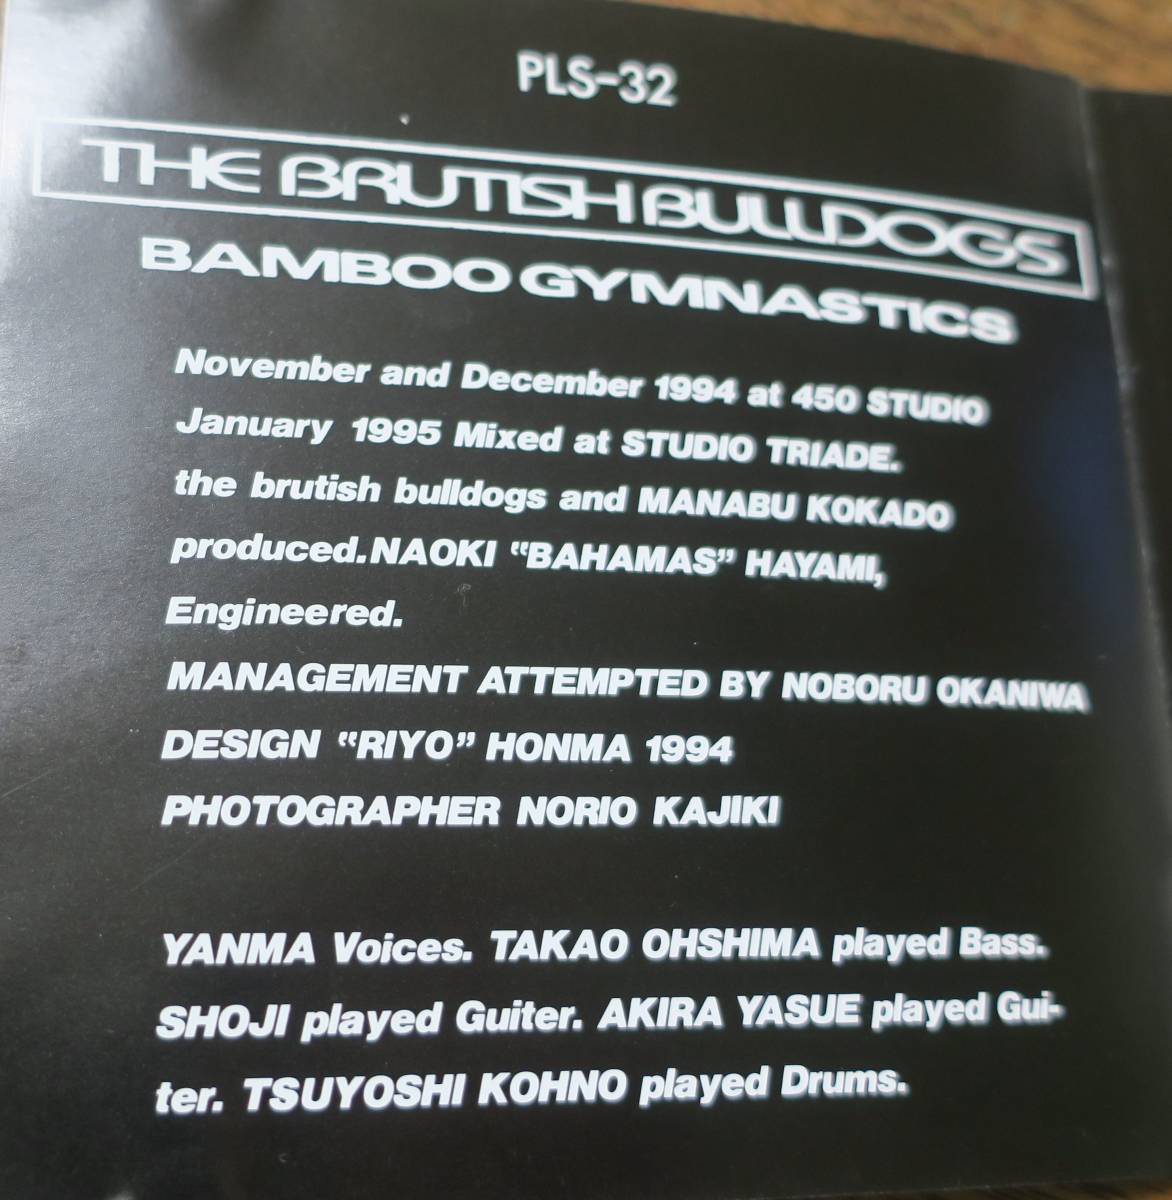 PLS-32
THE BRUTISH BULLDOGS
BAMBOO GYMNASTICS
November and December 1994 at 450 STUDIO
January 1995 Mixed at STUDIO TRIADE.
the brutish bulldogs and MANABU KOKADO
produced.NAOKI “BAHAMAS” HAYAMI,
Engineered.
MANAGEMENT ATTEMPTED BY NOBORU OKANIWA
DESIGN “RIYO” HONMA 1994
PHOTOGRAPHER NORIO KAJIKI
YANMA Voices. TAKAO OHSHIMA played Bass.
SHOJI played Guiter. AKIRA YASUE played Gui-
ter. TSUYOSHI KOHNO played Drums.